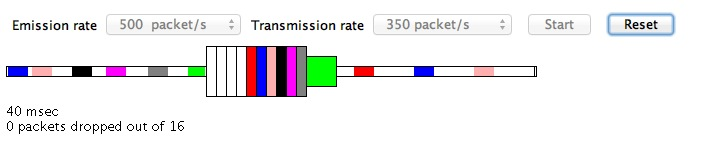 Emission rate 500 packet/s Transmission rate 350 packet/s Start Reset
40 msec
0 packets dropped out of 16